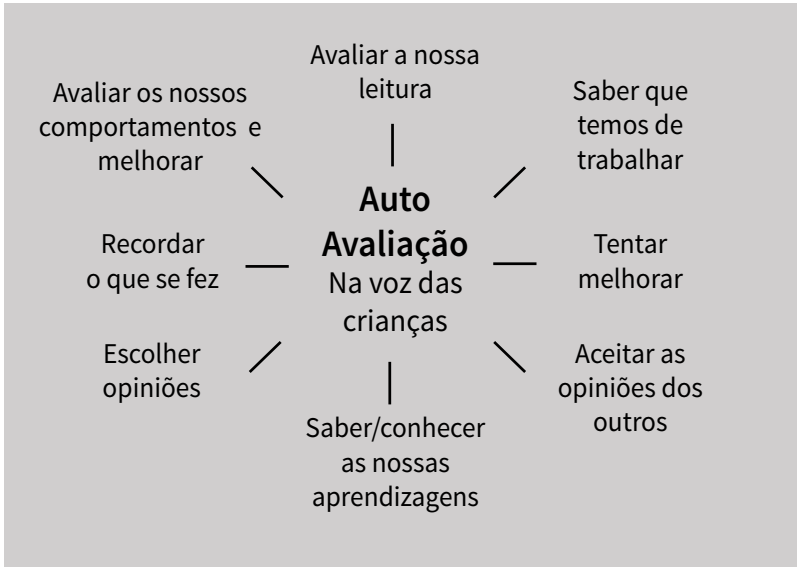 Avaliar a nossa
leitura
Avaliar os nossos
comportamentos e
melhorar
Saber que
temos de
trabalhar
Auto
Avaliação
Na voz das
crianças
Recordar
o que se fez
Tentar
melhorar
Escolher
opiniões
Aceitar as
opiniões dos
outros
Saber/conhecer
as nossas
aprendizagens